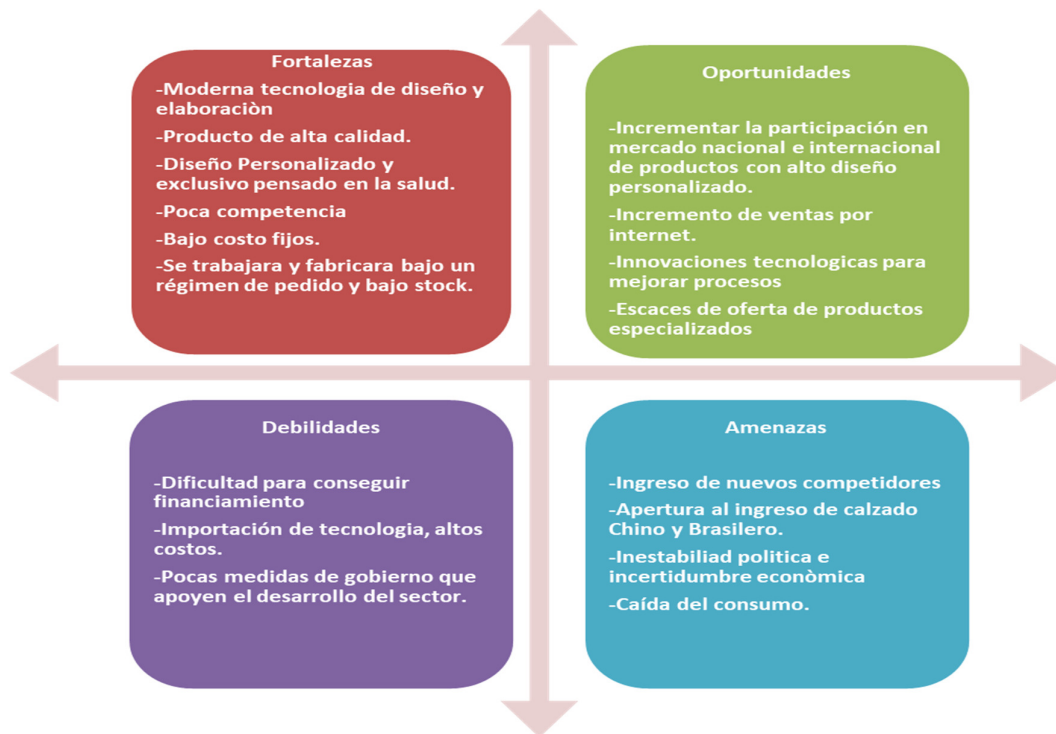 Fortalezas
-Moderna tecnologia de diseño y
elaboraciòn
-Producto de alta calidad.
-Diseño Personalizado y
exclusivo pensado en la salud.
-Poca competencia
-Bajo costo fijos.
-Se trabajara y fabricara bajo un
régimen de pedido y bajo stock.
Oportunidades
-Incrementar la participación en
mercado nacional e internacional
de productos con alto diseño
personalizado.
-Incremento de ventas por
internet.
-Innovaciones tecnologicas para
mejorar procesos
-Escaces de oferta de productos
especializados
Debilidades
-Dificultad para conseguir
financiamiento
-Importación de tecnologia, altos
costos.
-Pocas medidas de gobierno que
apoyen el desarrollo del sector.
Amenazas
-Ingreso de nuevos competidores
-Apertura al ingreso de calzado
Chino y Brasilero.
-Inestabiliad politica e
incertidumbre econòmica
-Caída del consumo.